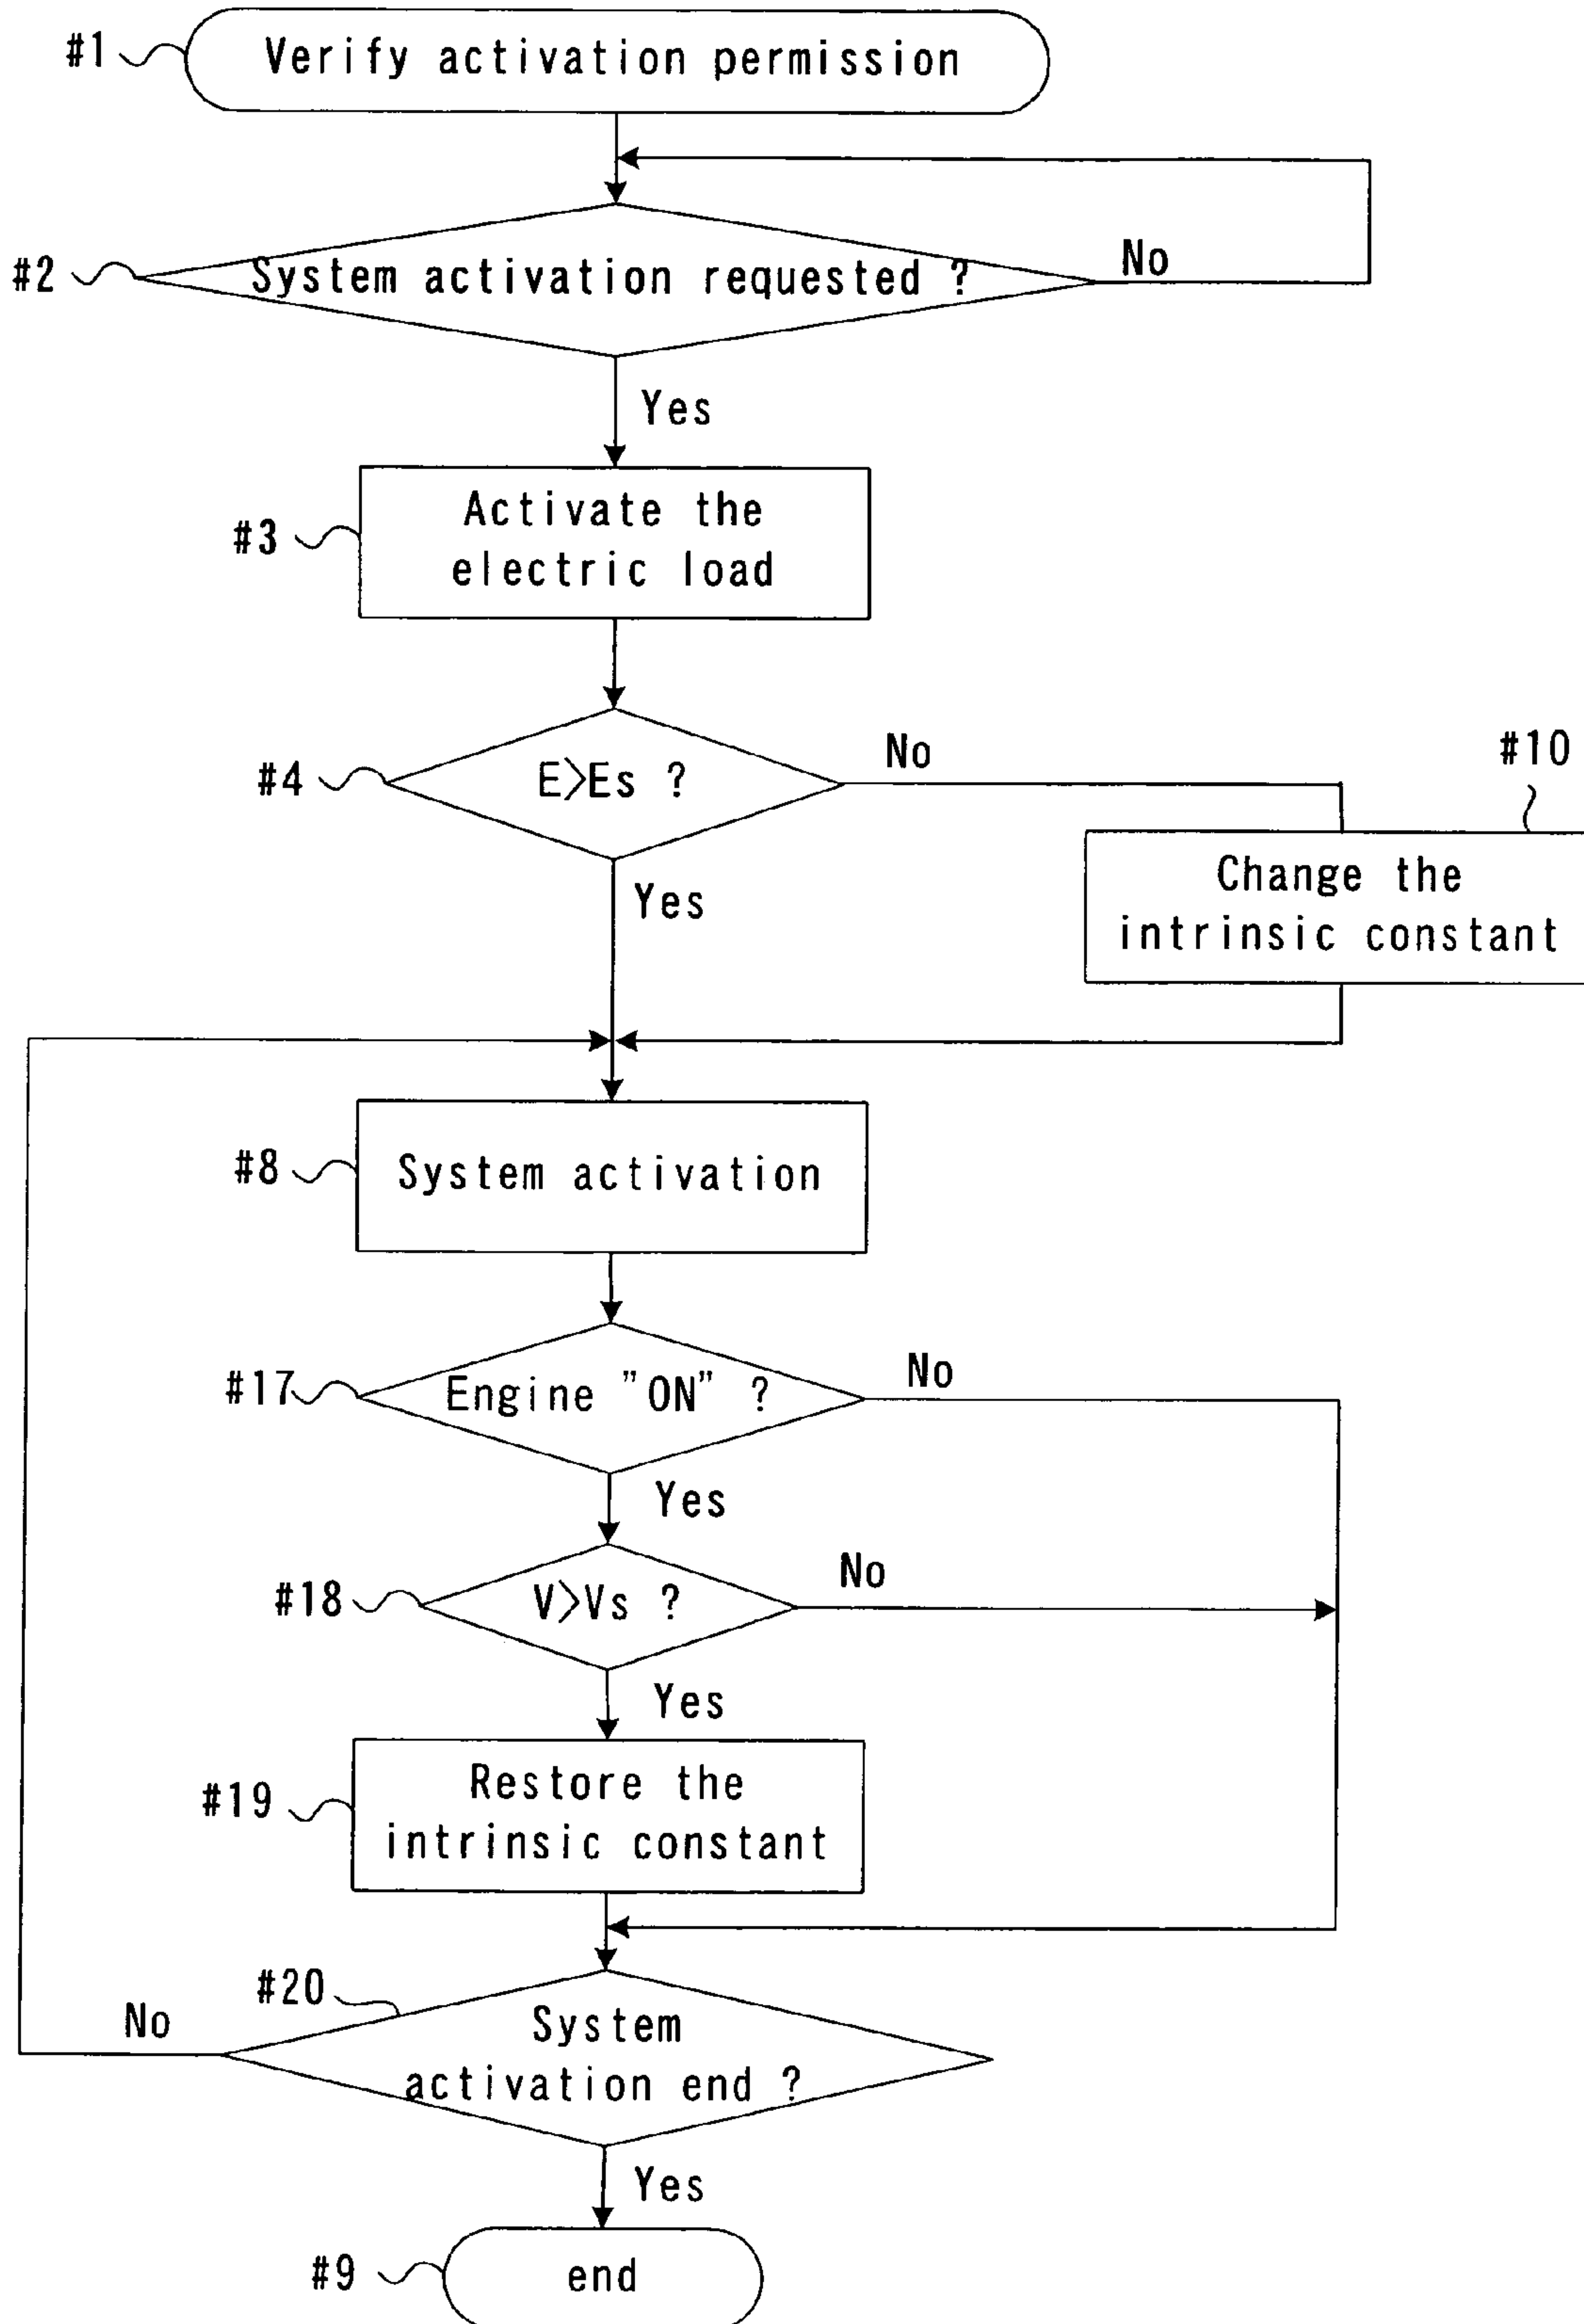 #1
Verify activation permission
#2
System activation requested ?
No
Yes
#3
Activate the
electric load
#4
E>Es ?
No
Yes
#10
Change the
intrinsic constant
#8
System activation
#17
Engine "ON" ?
No
Yes
#18
V>Vs ?
No
Yes
#19
Restore the
intrinsic constant
#20
System
activation end ?
No
Yes
#9
end